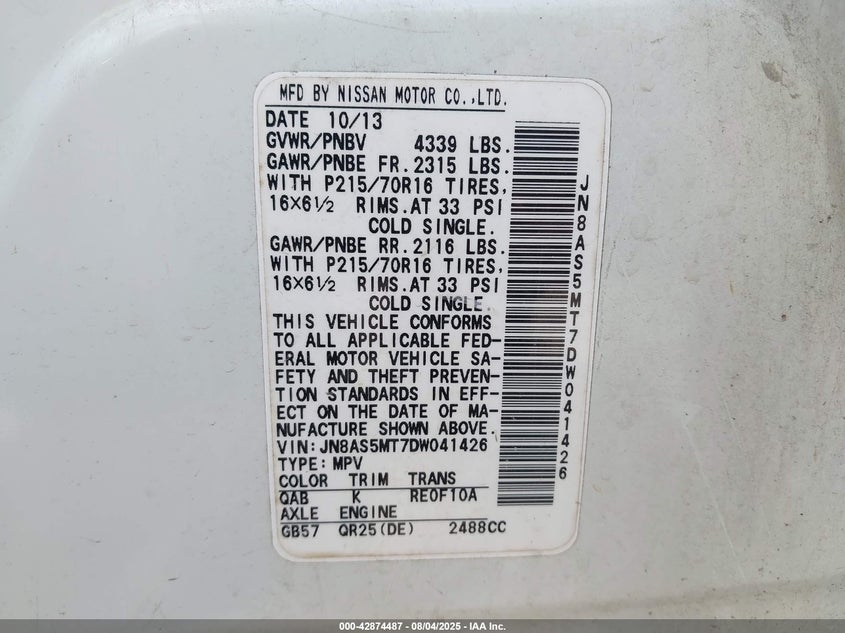 MFD BY NISSAN MOTOR CO.,LTD.
DATE 10/13
GVWR/PNBV 4339 LBS.
GAWR/PNBE FR.2315 LBS.
WITH P215/70R16 TIRES,
16X6½ RIMS.AT 33 PSI
COLD SINGLE.
GAWR/PNBE RR.2116 LBS.
WITH P215/70R16 TIRES,
16X6½ RIMS.AT 33 PSI
COLD SINGLE.
THIS VEHICLE CONFORMS
TO ALL APPLICABLE FED-
ERAL MOTOR VEHICLE SA-
FETY AND THEFT PREVEN-
TION STANDARDS IN EFF-
ECT ON THE DATE OF MA-
NUFACTURE SHOWN ABOVE.
VIN:JN8AS5MT7DW041426
TYPE:MPV
COLOR TRIM TRANS
QAB K RE0F10A
AXLE ENGINE
GB57 QR25(DE) 2488CC
JN8AS5MT7DW041426
000-42874487 - 08/04/2025 - IAA Inc.